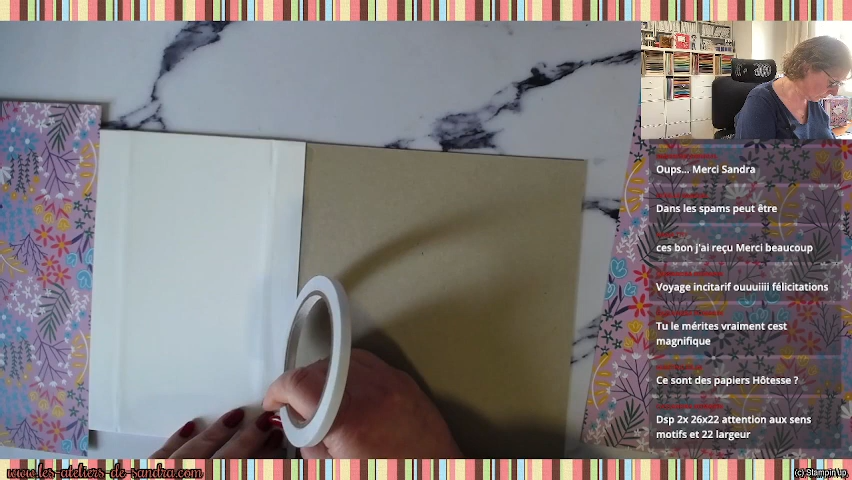 Oups... Merci Sandra
Dans les spams peut être
ces bon j'ai reçu Merci beaucoup
Voyage incitarif ouuuiiii félicitations
Tu le mérites vraiment cest
magnifique
Ce sont des papiers Hôtesse ?
Dsp 2x 26x22 attention aux sens
motifs et 22 largeur
www.les-ateliers-de-sandra.com
(c) Stampin'up